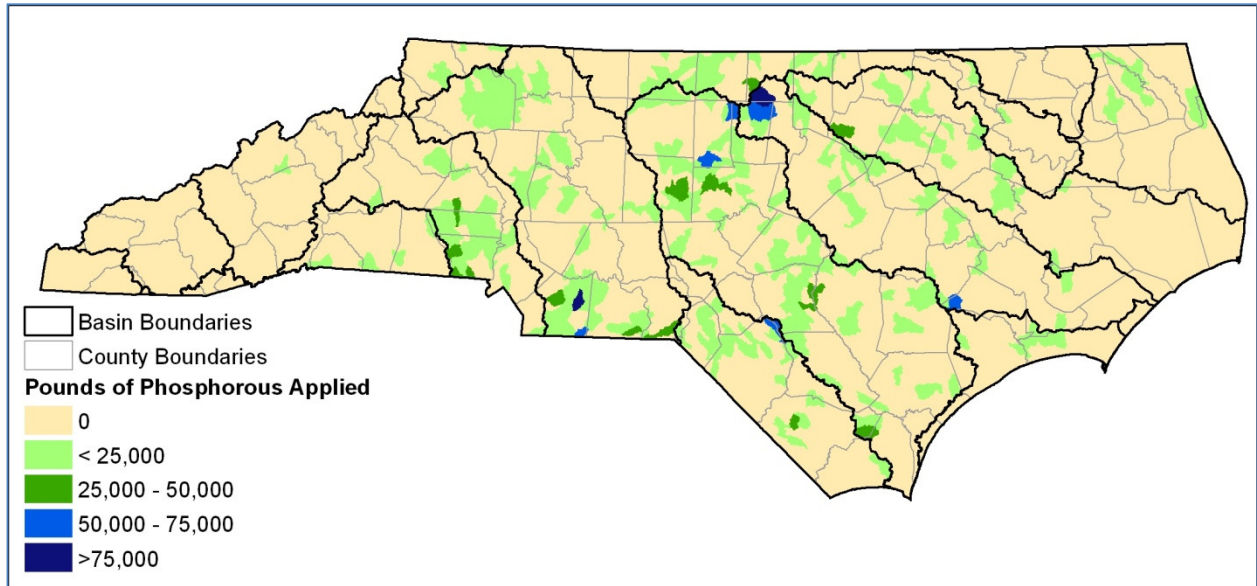 Basin Boundaries
County Boundaries
Pounds of Phosphorous Applied
0
< 25,000
25,000 - 50,000
50,000 - 75,000
>75,000